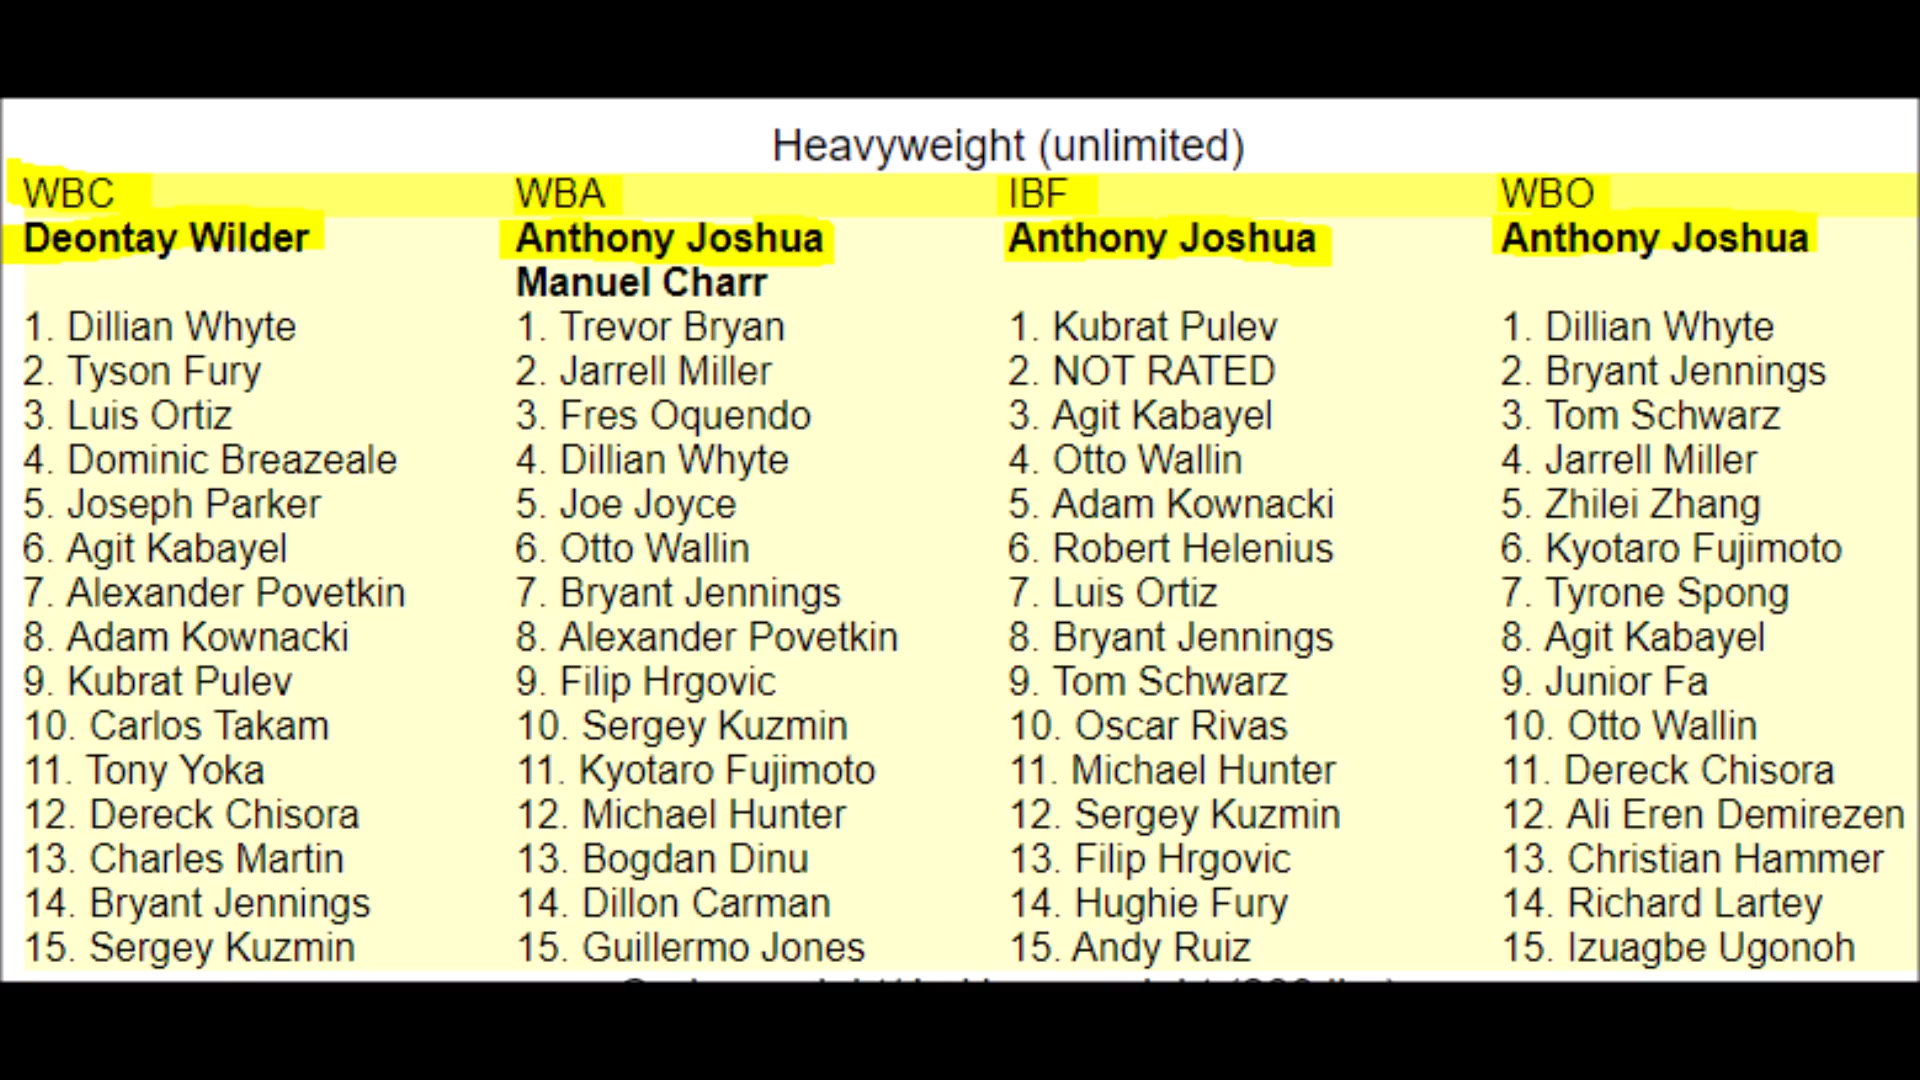 Heavyweight (unlimited)
WBC WBA IBF WBO
Deontay Wilder Anthony Joshua Anthony Joshua Anthony Joshua
Manuel Charr
1. Dillian Whyte 1. Trevor Bryan 1. Kubrat Pulev 1. Dillian Whyte
2. Tyson Fury 2. Jarrell Miller 2. NOT RATED 2. Bryant Jennings
3. Luis Ortiz 3. Fres Oquendo 3. Agit Kabayel 3. Tom Schwarz
4. Dominic Breazeale 4. Dillian Whyte 4. Otto Wallin 4. Jarrell Miller
5. Joseph Parker 5. Joe Joyce 5. Adam Kownacki 5. Zhilei Zhang
6. Agit Kabayel 6. Otto Wallin 6. Robert Helenius 6. Kyotaro Fujimoto
7. Alexander Povetkin 7. Bryant Jennings 7. Luis Ortiz 7. Tyrone Spong
8. Adam Kownacki 8. Alexander Povetkin 8. Bryant Jennings 8. Agit Kabayel
9. Kubrat Pulev 9. Filip Hrgovic 9. Tom Schwarz 9. Junior Fa
10. Carlos Takam 10. Sergey Kuzmin 10. Oscar Rivas 10. Otto Wallin
11. Tony Yoka 11. Kyotaro Fujimoto 11. Michael Hunter 11. Dereck Chisora
12. Dereck Chisora 12. Michael Hunter 12. Sergey Kuzmin 12. Ali Eren Demirezen
13. Charles Martin 13. Bogdan Dinu 13. Filip Hrgovic 13. Christian Hammer
14. Bryant Jennings 14. Dillon Carman 14. Hughie Fury 14. Richard Lartey
15. Sergey Kuzmin 15. Guillermo Jones 15. Andy Ruiz 15. Izuagbe Ugonoh